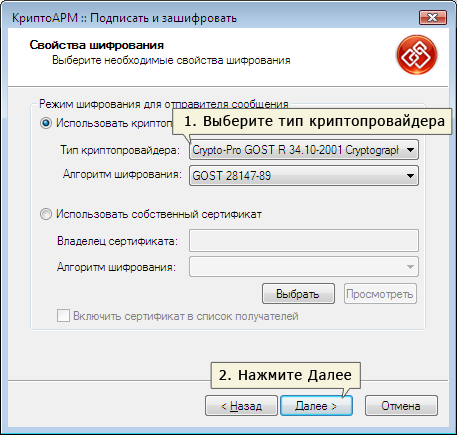 КриптоАРМ :: Подписать и зашифровать
Свойства шифрования
Выберите необходимые свойства шифрования
Режим шифрования для отправителя сообщения
Использовать
1. Выберите тип криптопровайдера
Тип криптопровайдера: Crypto-Pro GOST R 34.10-2001 Cryptograph
Алгоритм шифрования: GOST 28147-89
Использовать собственный сертификат
Владелец сертификата:
Алгоритм шифрования:
Выбрать Просмотреть
Включить сертификат в список получателей
2. Нажмите Далее
< Назад Далее > Отмена